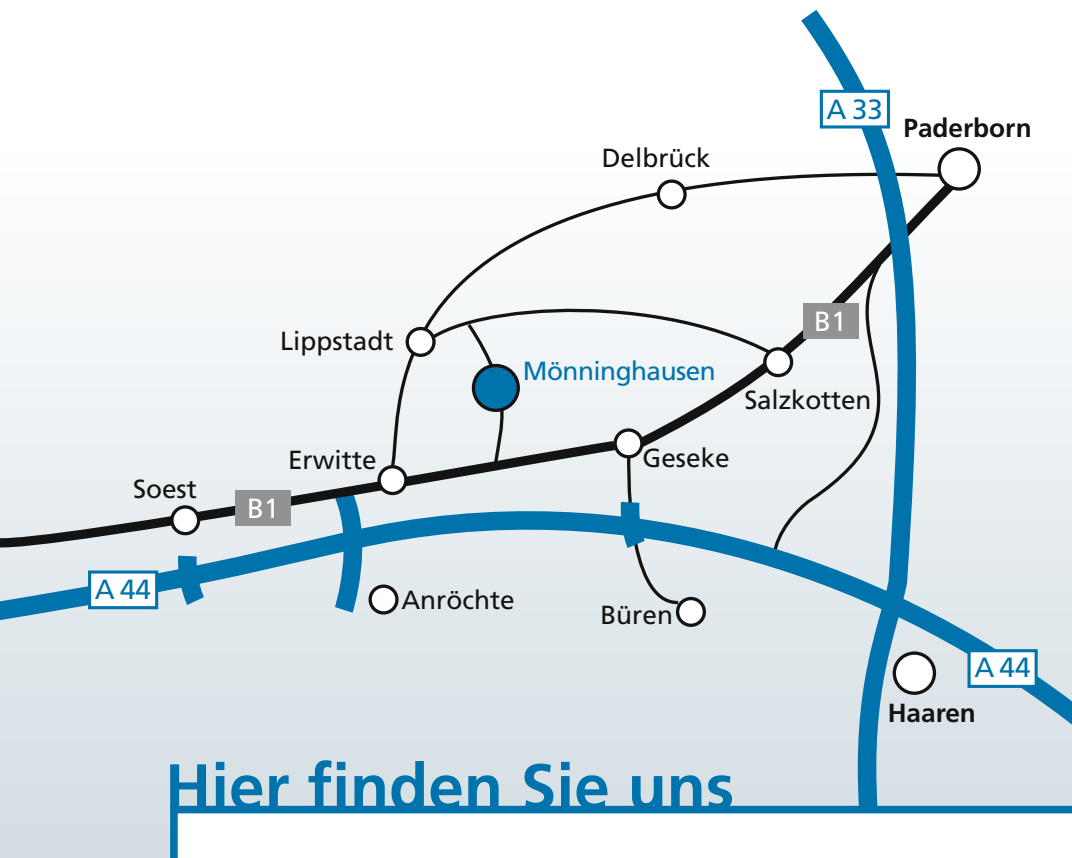 A 33
Paderborn
Delbrück
B1
Lippstadt
Mönninghausen
Salzkotten
Erwitte
Geseke
Soest
B1
A 44
Anröchte
Büren
A 44
Haaren
Hier finden Sie uns